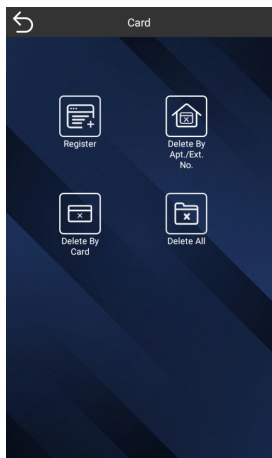 Card
Register
Delete By
Apt./Ext.
No.
Delete By
Card
Delete All